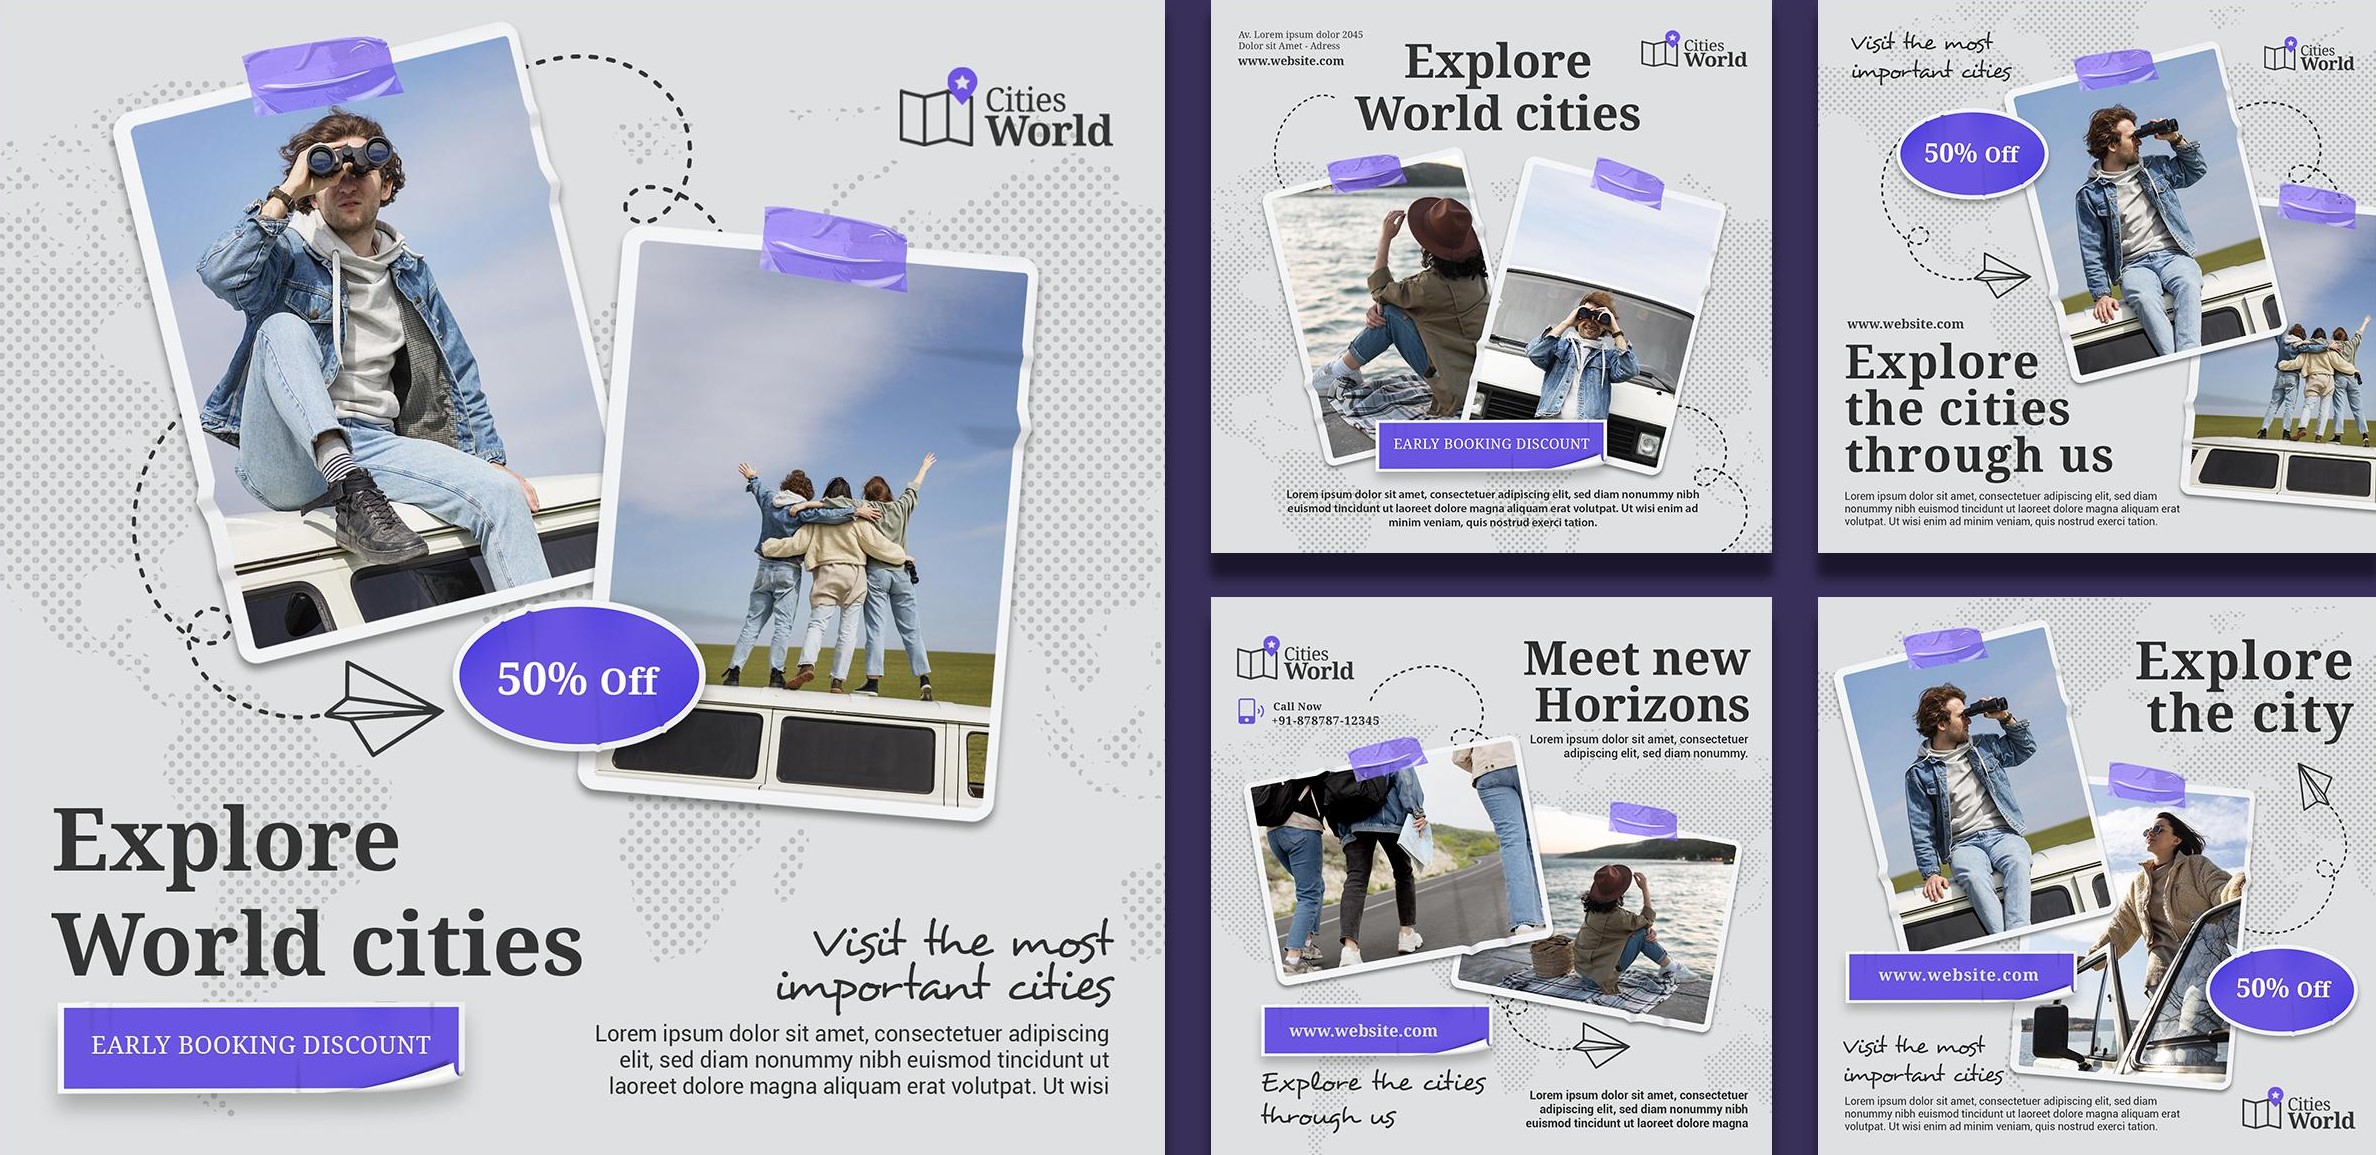 Cities
World
50% Off
Explore
World cities
EARLY BOOKING DISCOUNT
Visit the most
important cities
Lorem ipsum dolor sit amet, consectetuer adipiscing
elit, sed diam nonummy nibh euismod tincidunt ut
laoreet dolore magna aliquam erat volutpat. Ut wisi
Av. Lorem ipsum dolor 2045
Dolor sit Amet - Adress
www.website.com
Explore
World cities
Cities
World
EARLY BOOKING DISCOUNT
Lorem ipsum dolor sit amet, consectetuer adipiscing elit, sed diam nonummy nibh
euismod tincidunt ut laoreet dolore magna aliquam erat volutpat. Ut wisi enim ad
minim veniam, quis nostrud exerci tation.
Visit the most
important cities
Cities
World
50% Off
www.website.com
Explore
the cities
through us
Lorem ipsum dolor sit amet, consectetuer adipiscing elit, sed diam
nonummy nibh euismod tincidunt ut laoreet dolore magna aliquam erat
volutpat. Ut wisi enim ad minim veniam, quis nostrud exerci tation.
Cities
World
Call Now
+91-878787-12345
Meet new
Horizons
Lorem ipsum dolor sit amet, consectetuer
adipiscing elit, sed diam nonummy.
www.website.com
Explore the cities
through us
Lorem ipsum dolor sit amet, consectetuer
adipiscing elit, sed diam nonummy nibh
euismod tincidunt ut laoreet dolore magna
Explore
the city
www.website.com
50% Off
Visit the most
important cities
Lorem ipsum dolor sit amet, consectetuer adipiscing elit, sed diam
nonummy nibh euismod tincidunt ut laoreet dolore magna aliquam erat
volutpat. Ut wisi enim ad minim veniam, quis nostrud exerci tation.
Cities
World